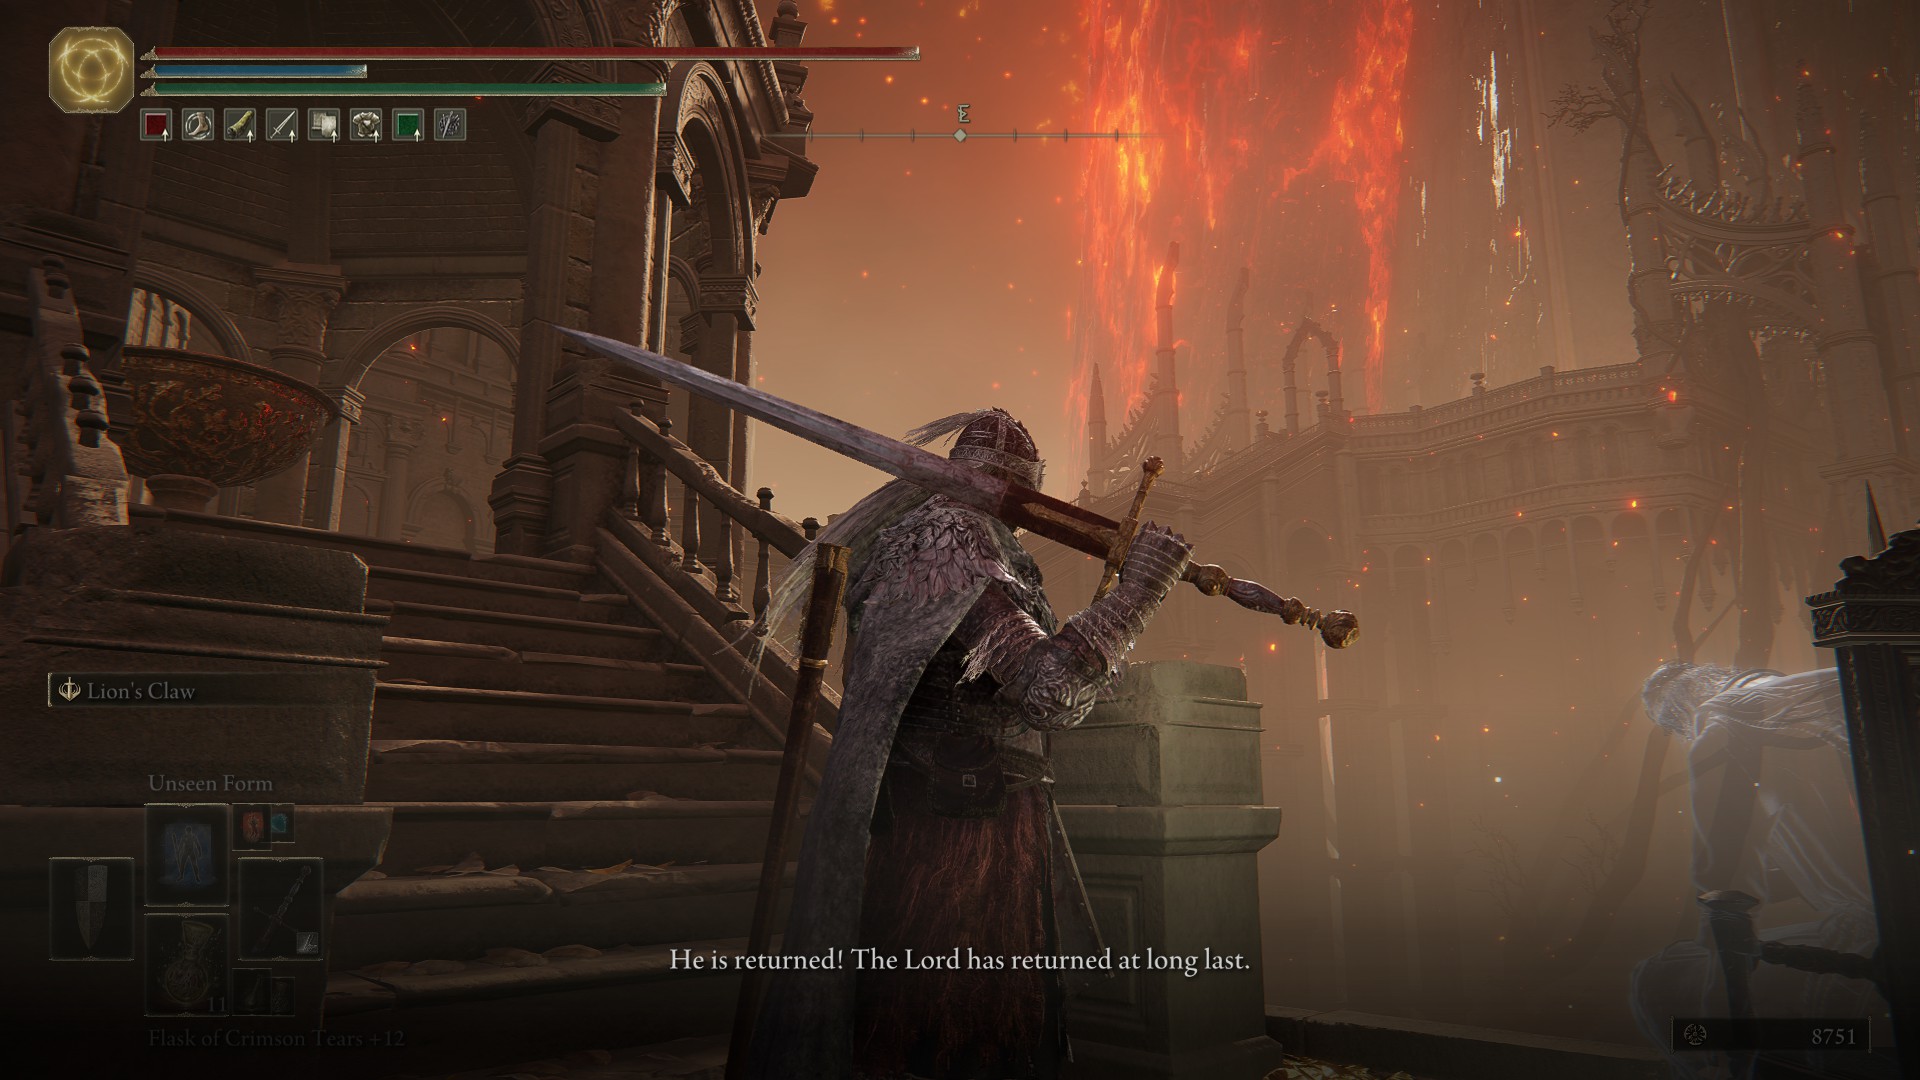 E
Lion's Claw
Unseen Form
11
Flask of Crimson Tears +12
He is returned! The Lord has returned at long last.
8751